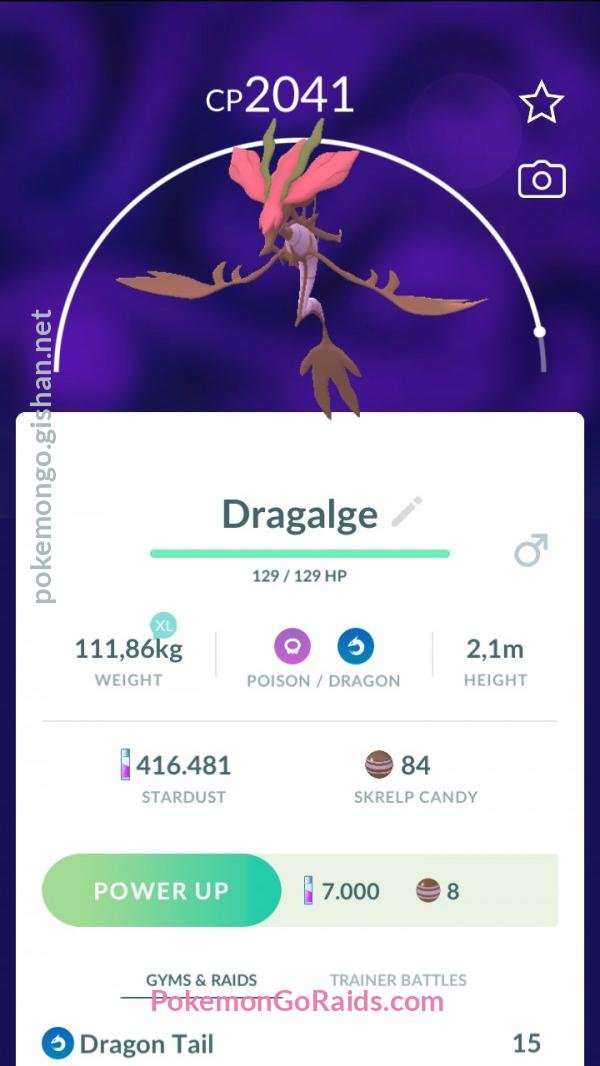 CP2041
pokemongo.gishan.net
Dragalge
129 / 129 HP
XL
111,86kg
WEIGHT
POISON / DRAGON
2,1m
HEIGHT
416.481
STARDUST
84
SKRELP CANDY
POWER UP
7.000
8
GYMS & RAIDS
TRAINER BATTLES
PokemonGoRaids.com
Dragon Tail
15